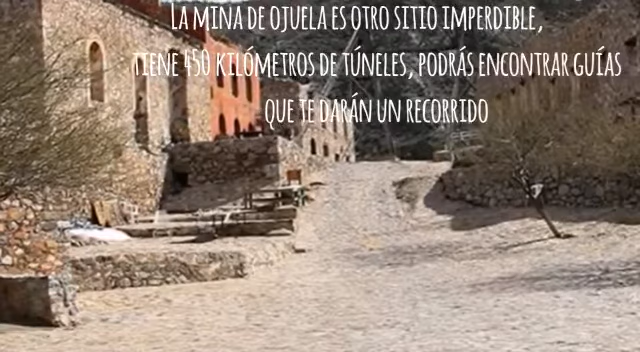 LA MINA DE OJUELA ES OTRO SITIO IMPERDIBLE,
TIENE 450 KILÓMETROS DE TÚNELES, PODRÁS ENCONTRAR GUÍAS
QUE TE DARÁN UN RECORRIDO